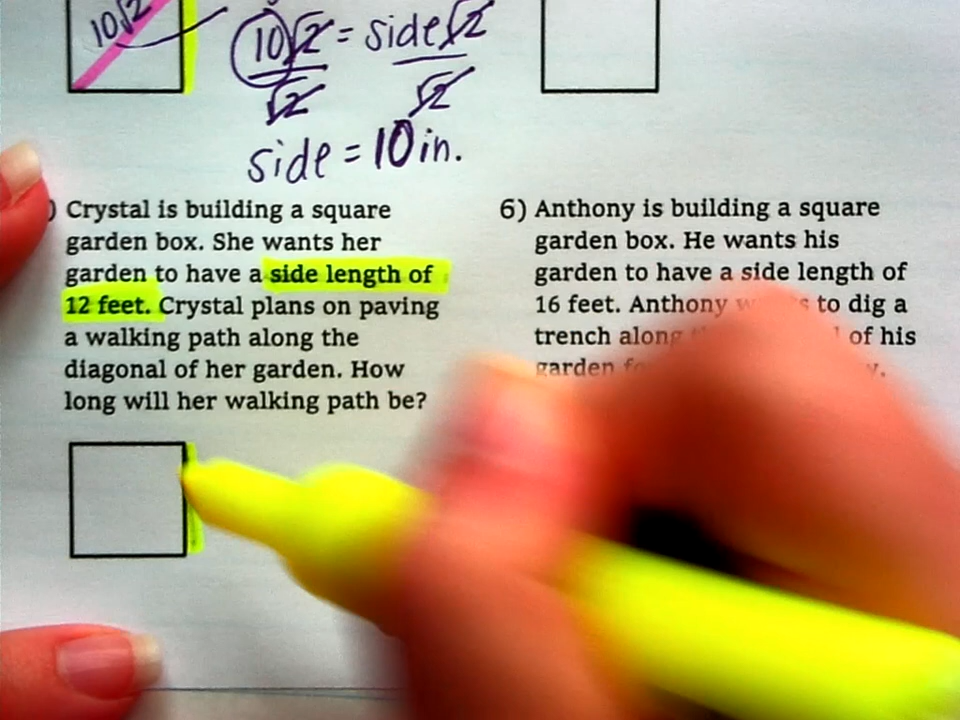 10√2
10√2 = side√2
√2 √2
side = 10 in.
) Crystal is building a square
garden box. She wants her
garden to have a side length of
12 feet. Crystal plans on paving
a walking path along the
diagonal of her garden. How
long will her walking path be?
6) Anthony is building a square
garden box. He wants his
garden to have a side length of
16 feet. Anthony to dig a
trench along of his
garden